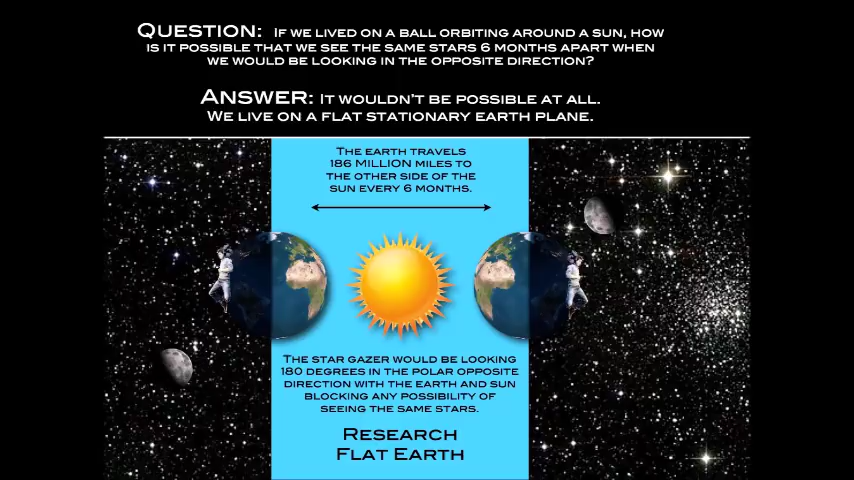 QUESTION: IF WE LIVED ON A BALL ORBITING AROUND A SUN, HOW
IS IT POSSIBLE THAT WE SEE THE SAME STARS 6 MONTHS APART WHEN
WE WOULD BE LOOKING IN THE OPPOSITE DIRECTION?
ANSWER: IT WOULDN'T BE POSSIBLE AT ALL.
WE LIVE ON A FLAT STATIONARY EARTH PLANE.
THE EARTH TRAVELS
186 MILLION MILES TO
THE OTHER SIDE OF THE
SUN EVERY 6 MONTHS.
THE STAR GAZER WOULD BE LOOKING
180 DEGREES IN THE POLAR OPPOSITE
DIRECTION WITH THE EARTH AND SUN
BLOCKING ANY POSSIBILITY OF
SEEING THE SAME STARS.
RESEARCH
FLAT EARTH